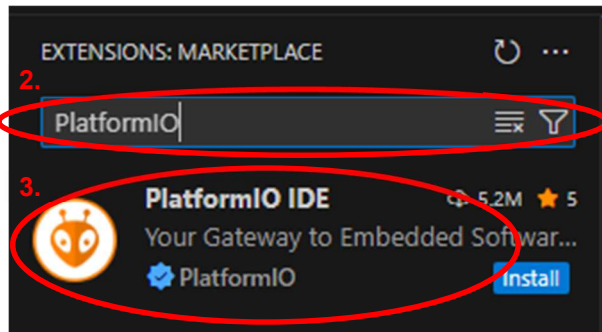 EXTENSIONS: MARKETPLACE
2.
PlatformIO
3.
PlatformIO IDE 5.2M 5
Your Gateway to Embedded Softwar...
PlatformIO Install